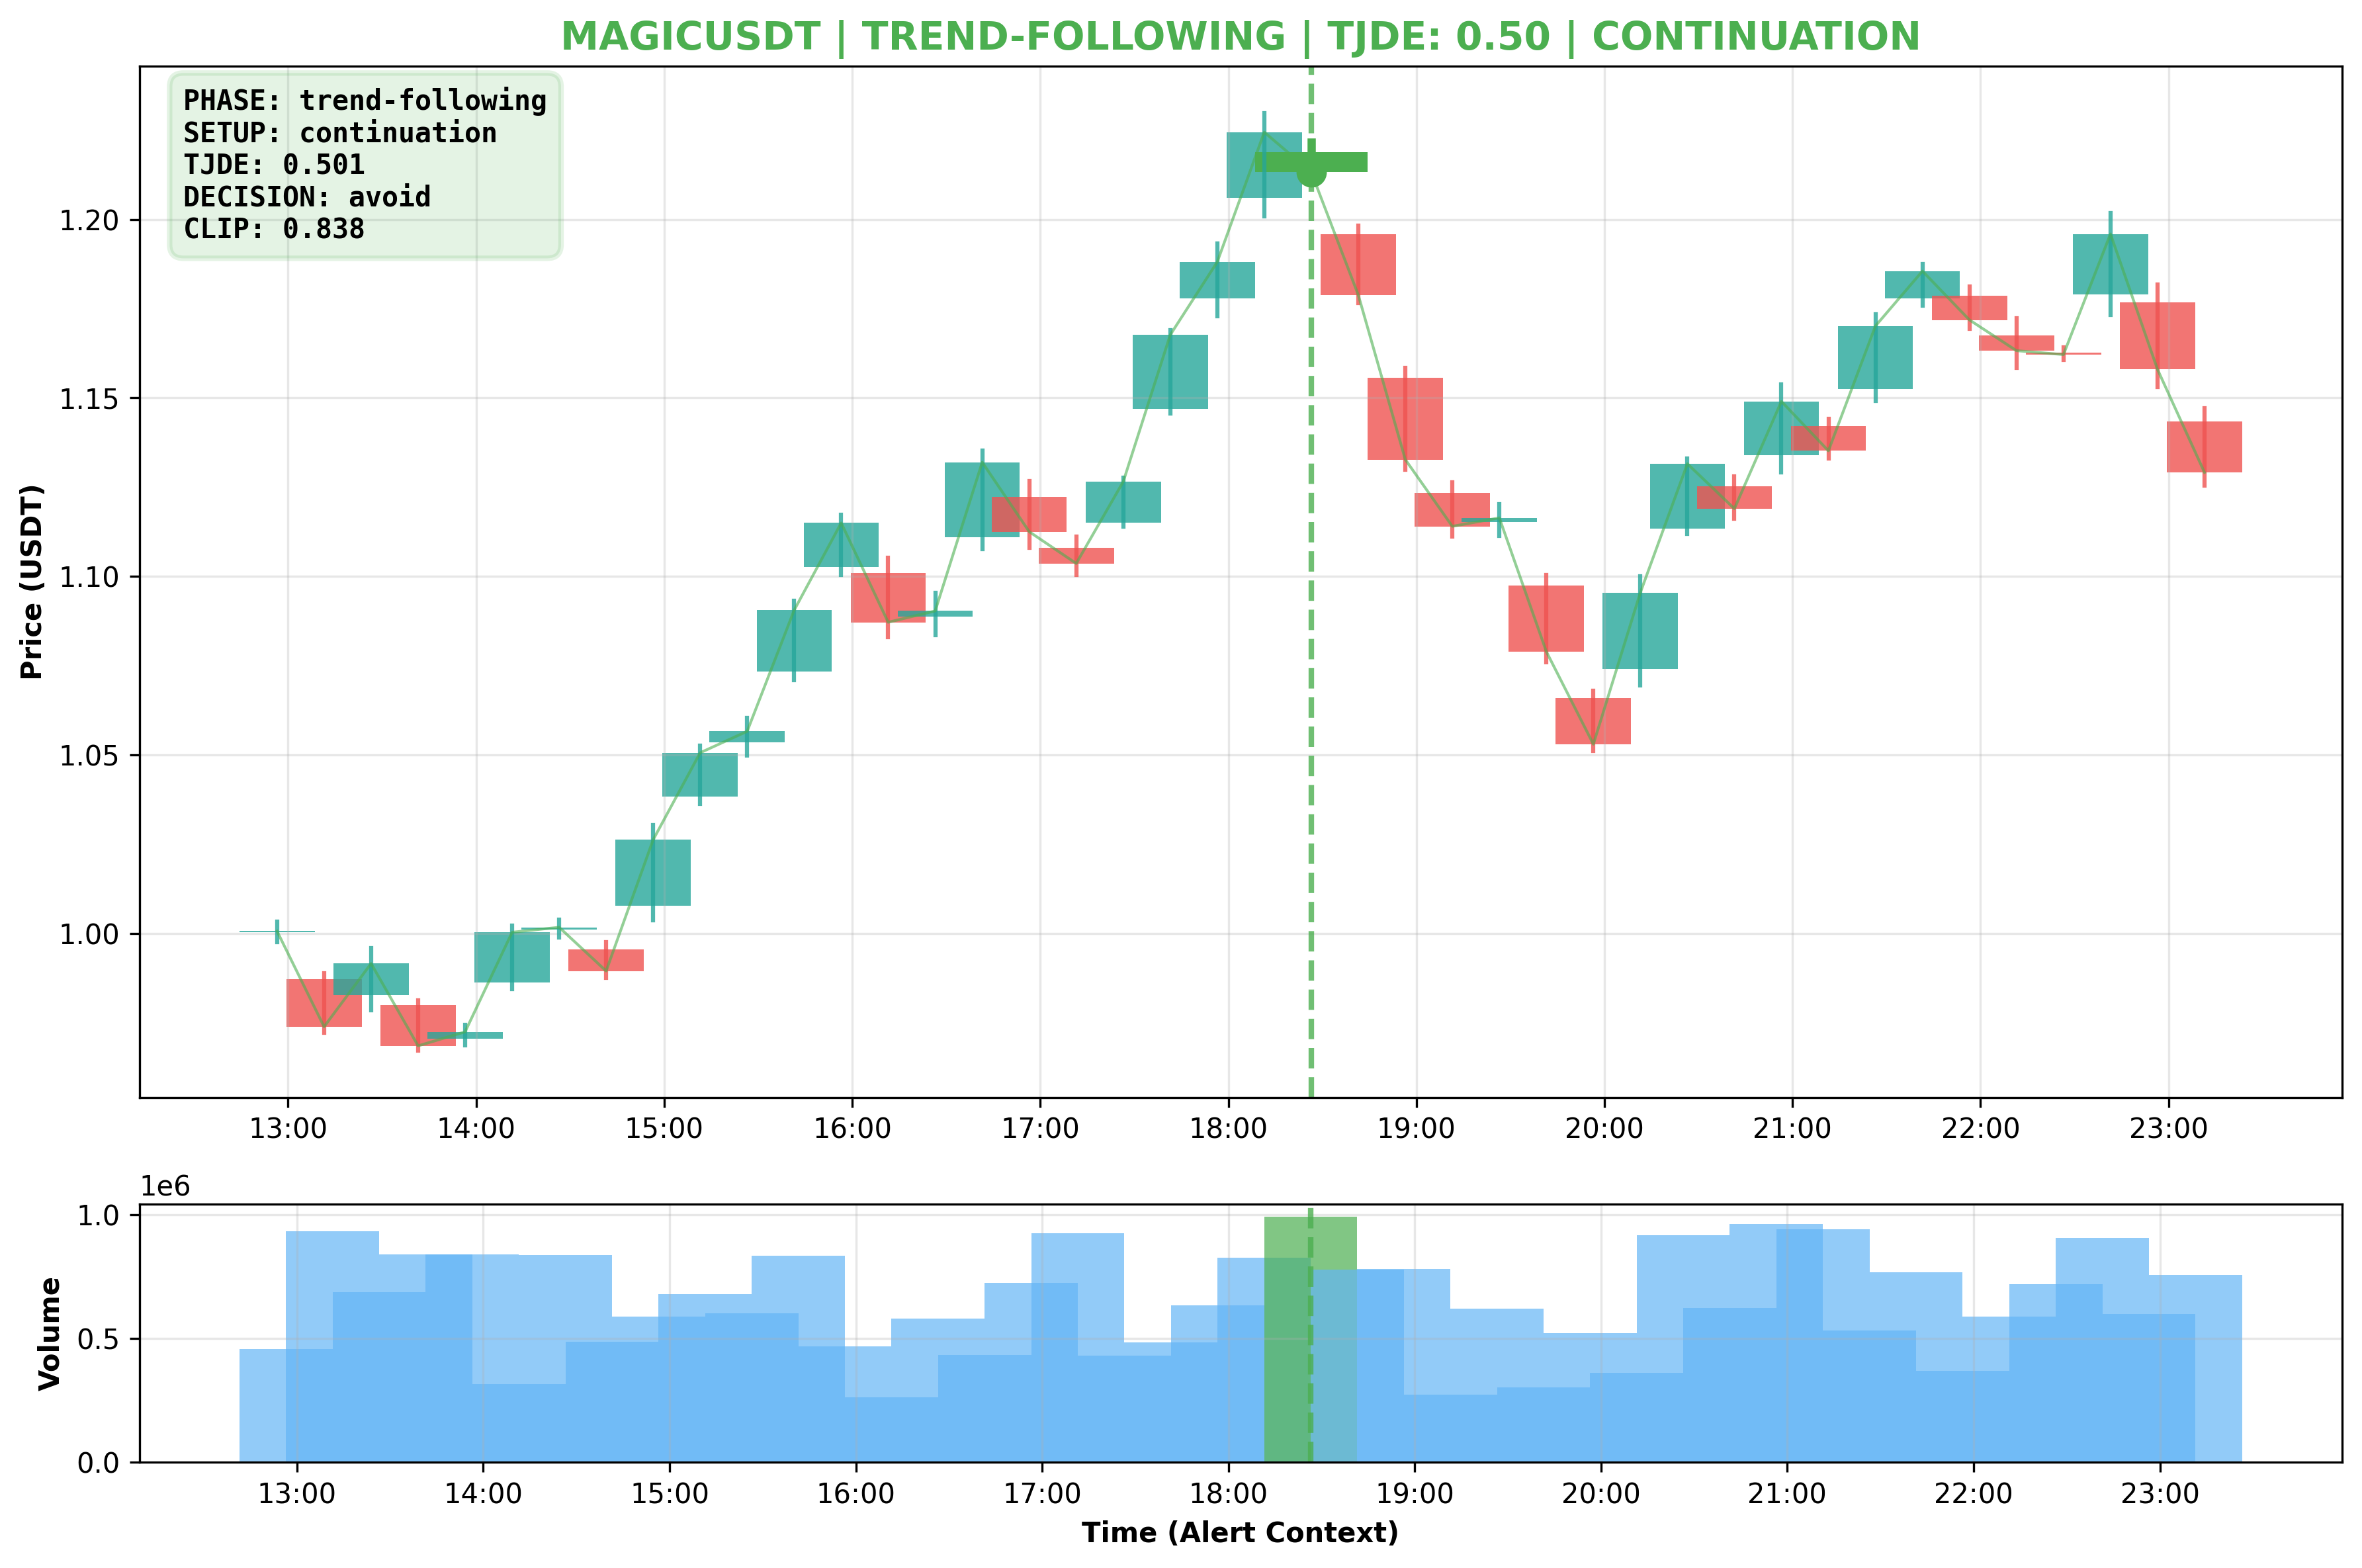 MAGICUSDT | TREND-FOLLOWING | TJDE: 0.50 | CONTINUATION
PHASE: trend-following
SETUP: continuation
TJDE: 0.501
DECISION: avoid
CLIP: 0.838
Price (USDT)
1.20
1.15
1.10
1.05
1.00
13:00 14:00 15:00 16:00 17:00 18:00 19:00 20:00 21:00 22:00 23:00
1e6
Volume
1.0
0.5
0.0
13:00 14:00 15:00 16:00 17:00 18:00 19:00 20:00 21:00 22:00 23:00
Time (Alert Context)